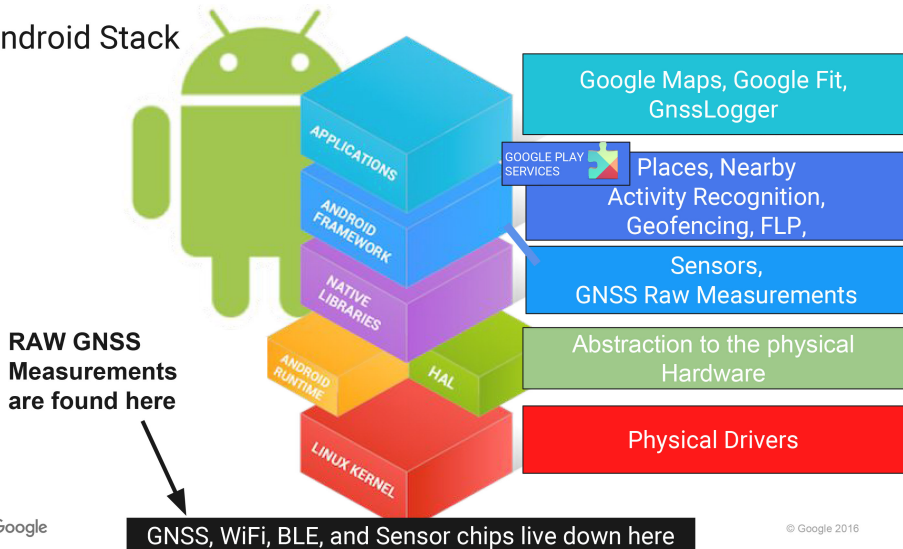 ndroid Stack
Google Maps, Google Fit,
GnssLogger
APPLICATIONS
GOOGLE PLAY
SERVICES
Places, Nearby
Activity Recognition,
Geofencing, FLP,
ANDROID
FRAMEWORK
Sensors,
GNSS Raw Measurements
NATIVE
LIBRARIES
RAW GNSS
Measurements
are found here
ANDROID
RUNTIME
HAL
Abstraction to the physical
Hardware
LINUX KERNEL
Physical Drivers
Google
GNSS, WiFi, BLE, and Sensor chips live down here
© Google 2016